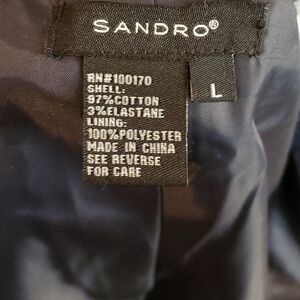 SANDRO®
L
RN#100170
SHELL:
97%COTTON
3%ELASTANE
LINING:
100%POLYESTER
MADE IN CHINA
SEE REVERSE
FOR CARE